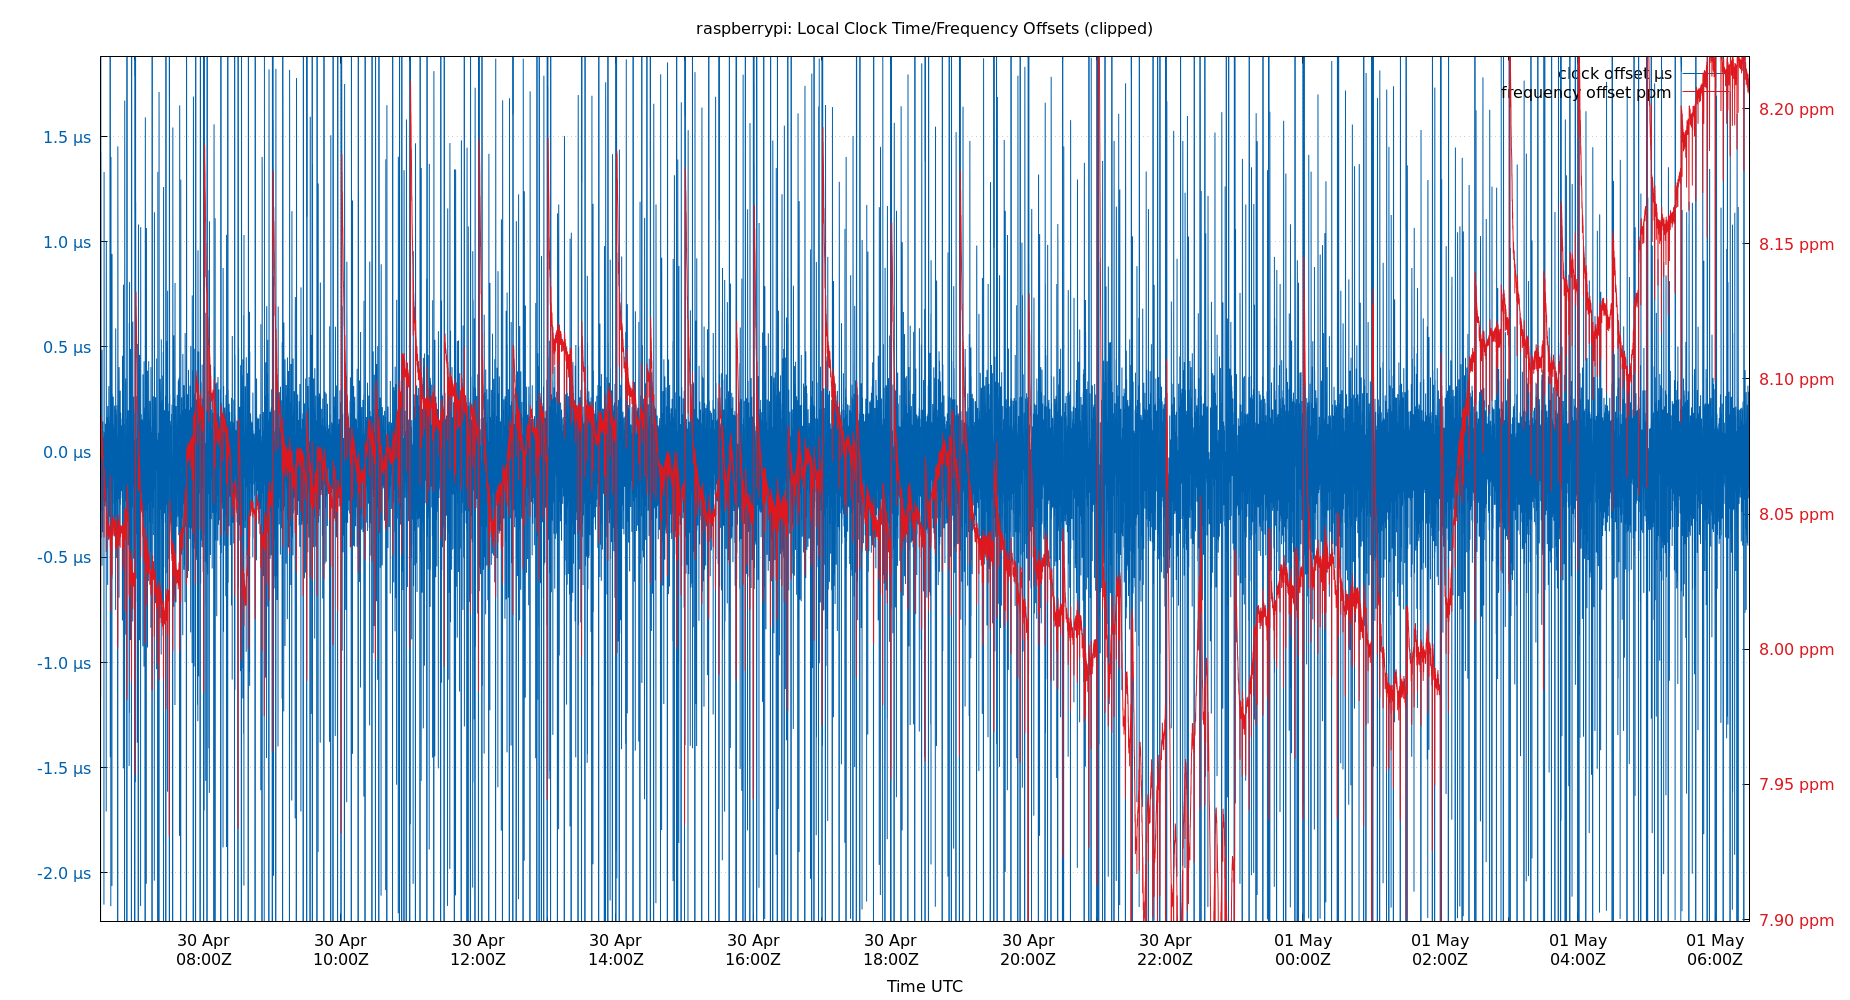 raspberrypi: Local Clock Time/Frequency Offsets (clipped)
clock offset µs
frequency offset ppm
1.5 µs
1.0 µs
0.5 µs
0.0 µs
-0.5 µs
-1.0 µs
-1.5 µs
-2.0 µs
8.20 ppm
8.15 ppm
8.10 ppm
8.05 ppm
8.00 ppm
7.95 ppm
7.90 ppm
30 Apr 30 Apr 30 Apr 30 Apr 30 Apr 30 Apr 30 Apr 30 Apr 01 May 01 May 01 May 01 May
08:00Z 10:00Z 12:00Z 14:00Z 16:00Z 18:00Z 20:00Z 22:00Z 00:00Z 02:00Z 04:00Z 06:00Z
Time UTC